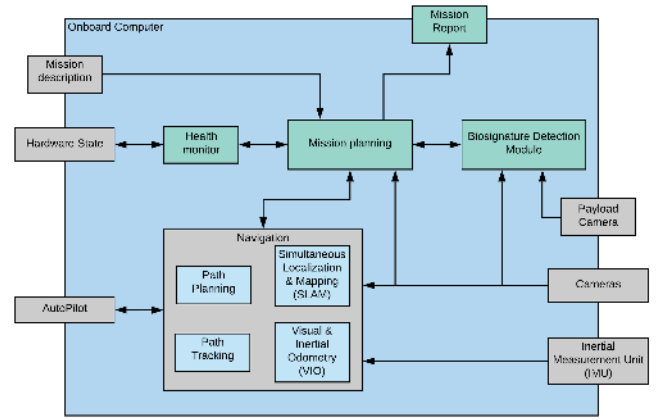 Mission
Report
Onboard Computer
Mission
description
Hardware State
Health
monitor
Mission planning
Biosignature Detection
Module
Payload
Camera
Navigation
Path
Planning
Simultaneous
Localization
& Mapping
(SLAM)
Cameras
AutoPilot
Path
Tracking
Visual &
Inertial
Odometry
(VIO)
Inertial
Measurement Unit
(IMU)